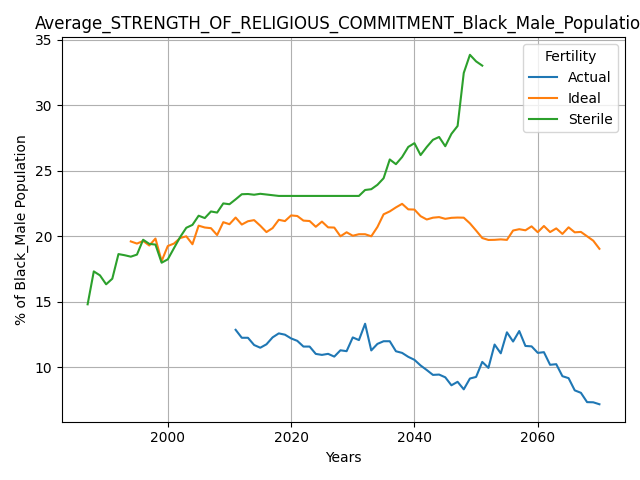 Average_STRENGTH_OF_RELIGIOUS_COMMITMENT_Black_Male_Populatio
35
30
25
20
15
10
% of Black_Male Population
Fertility
Actual
Ideal
Sterile
2000
2020
2040
2060
Years